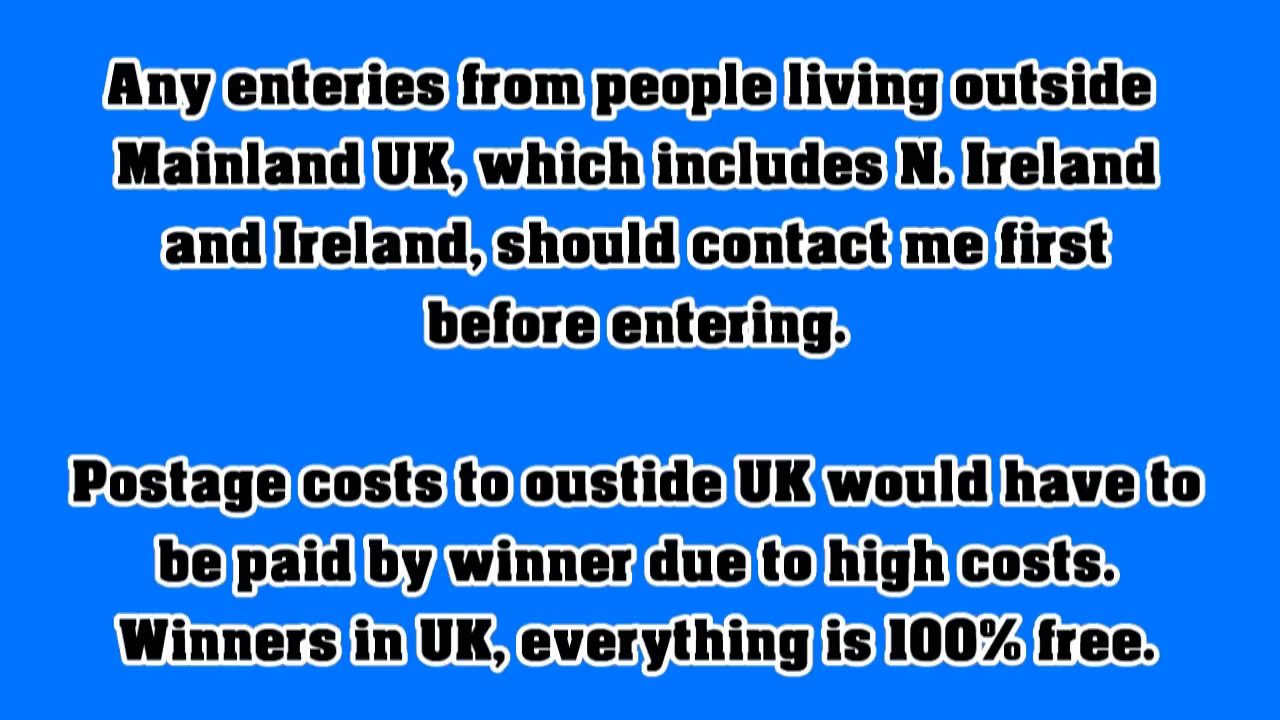 Any enteries from people living outside
Mainland UK, which includes N. Ireland
and Ireland, should contact me first
before entering.
Postage costs to oustide UK would have to
be paid by winner due to high costs.
Winners in UK, everything is 100% free.